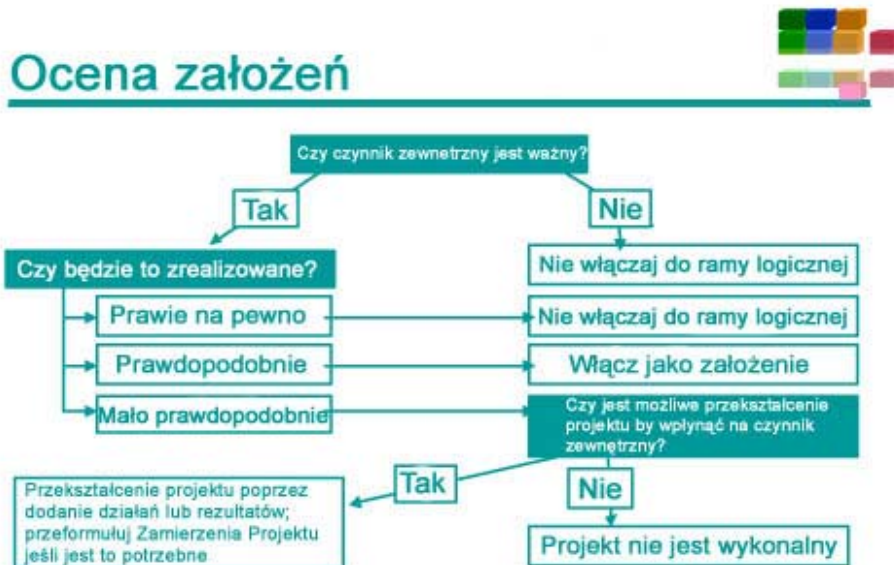 Ocena założeń
Czy czynnik zewnetrzny jest ważny?
Tak
Nie
Czy będzie to zrealizowane?
Nie włączaj do ramy logicznej
Prawie na pewno
Nie włączaj do ramy logicznej
Prawdopodobnie
Włącz jako założenie
Mało prawdopodobnie
Czy jest możliwe przekształcenie
projektu by wpłynąć na czynnik
zewnętrzny?
Tak
Nie
Przekształcenie projektu poprzez
dodanie działań lub rezultatów;
przeformułuj Zamierzenia Projektu
jeśli jest to potrzebne
Projekt nie jest wykonalny